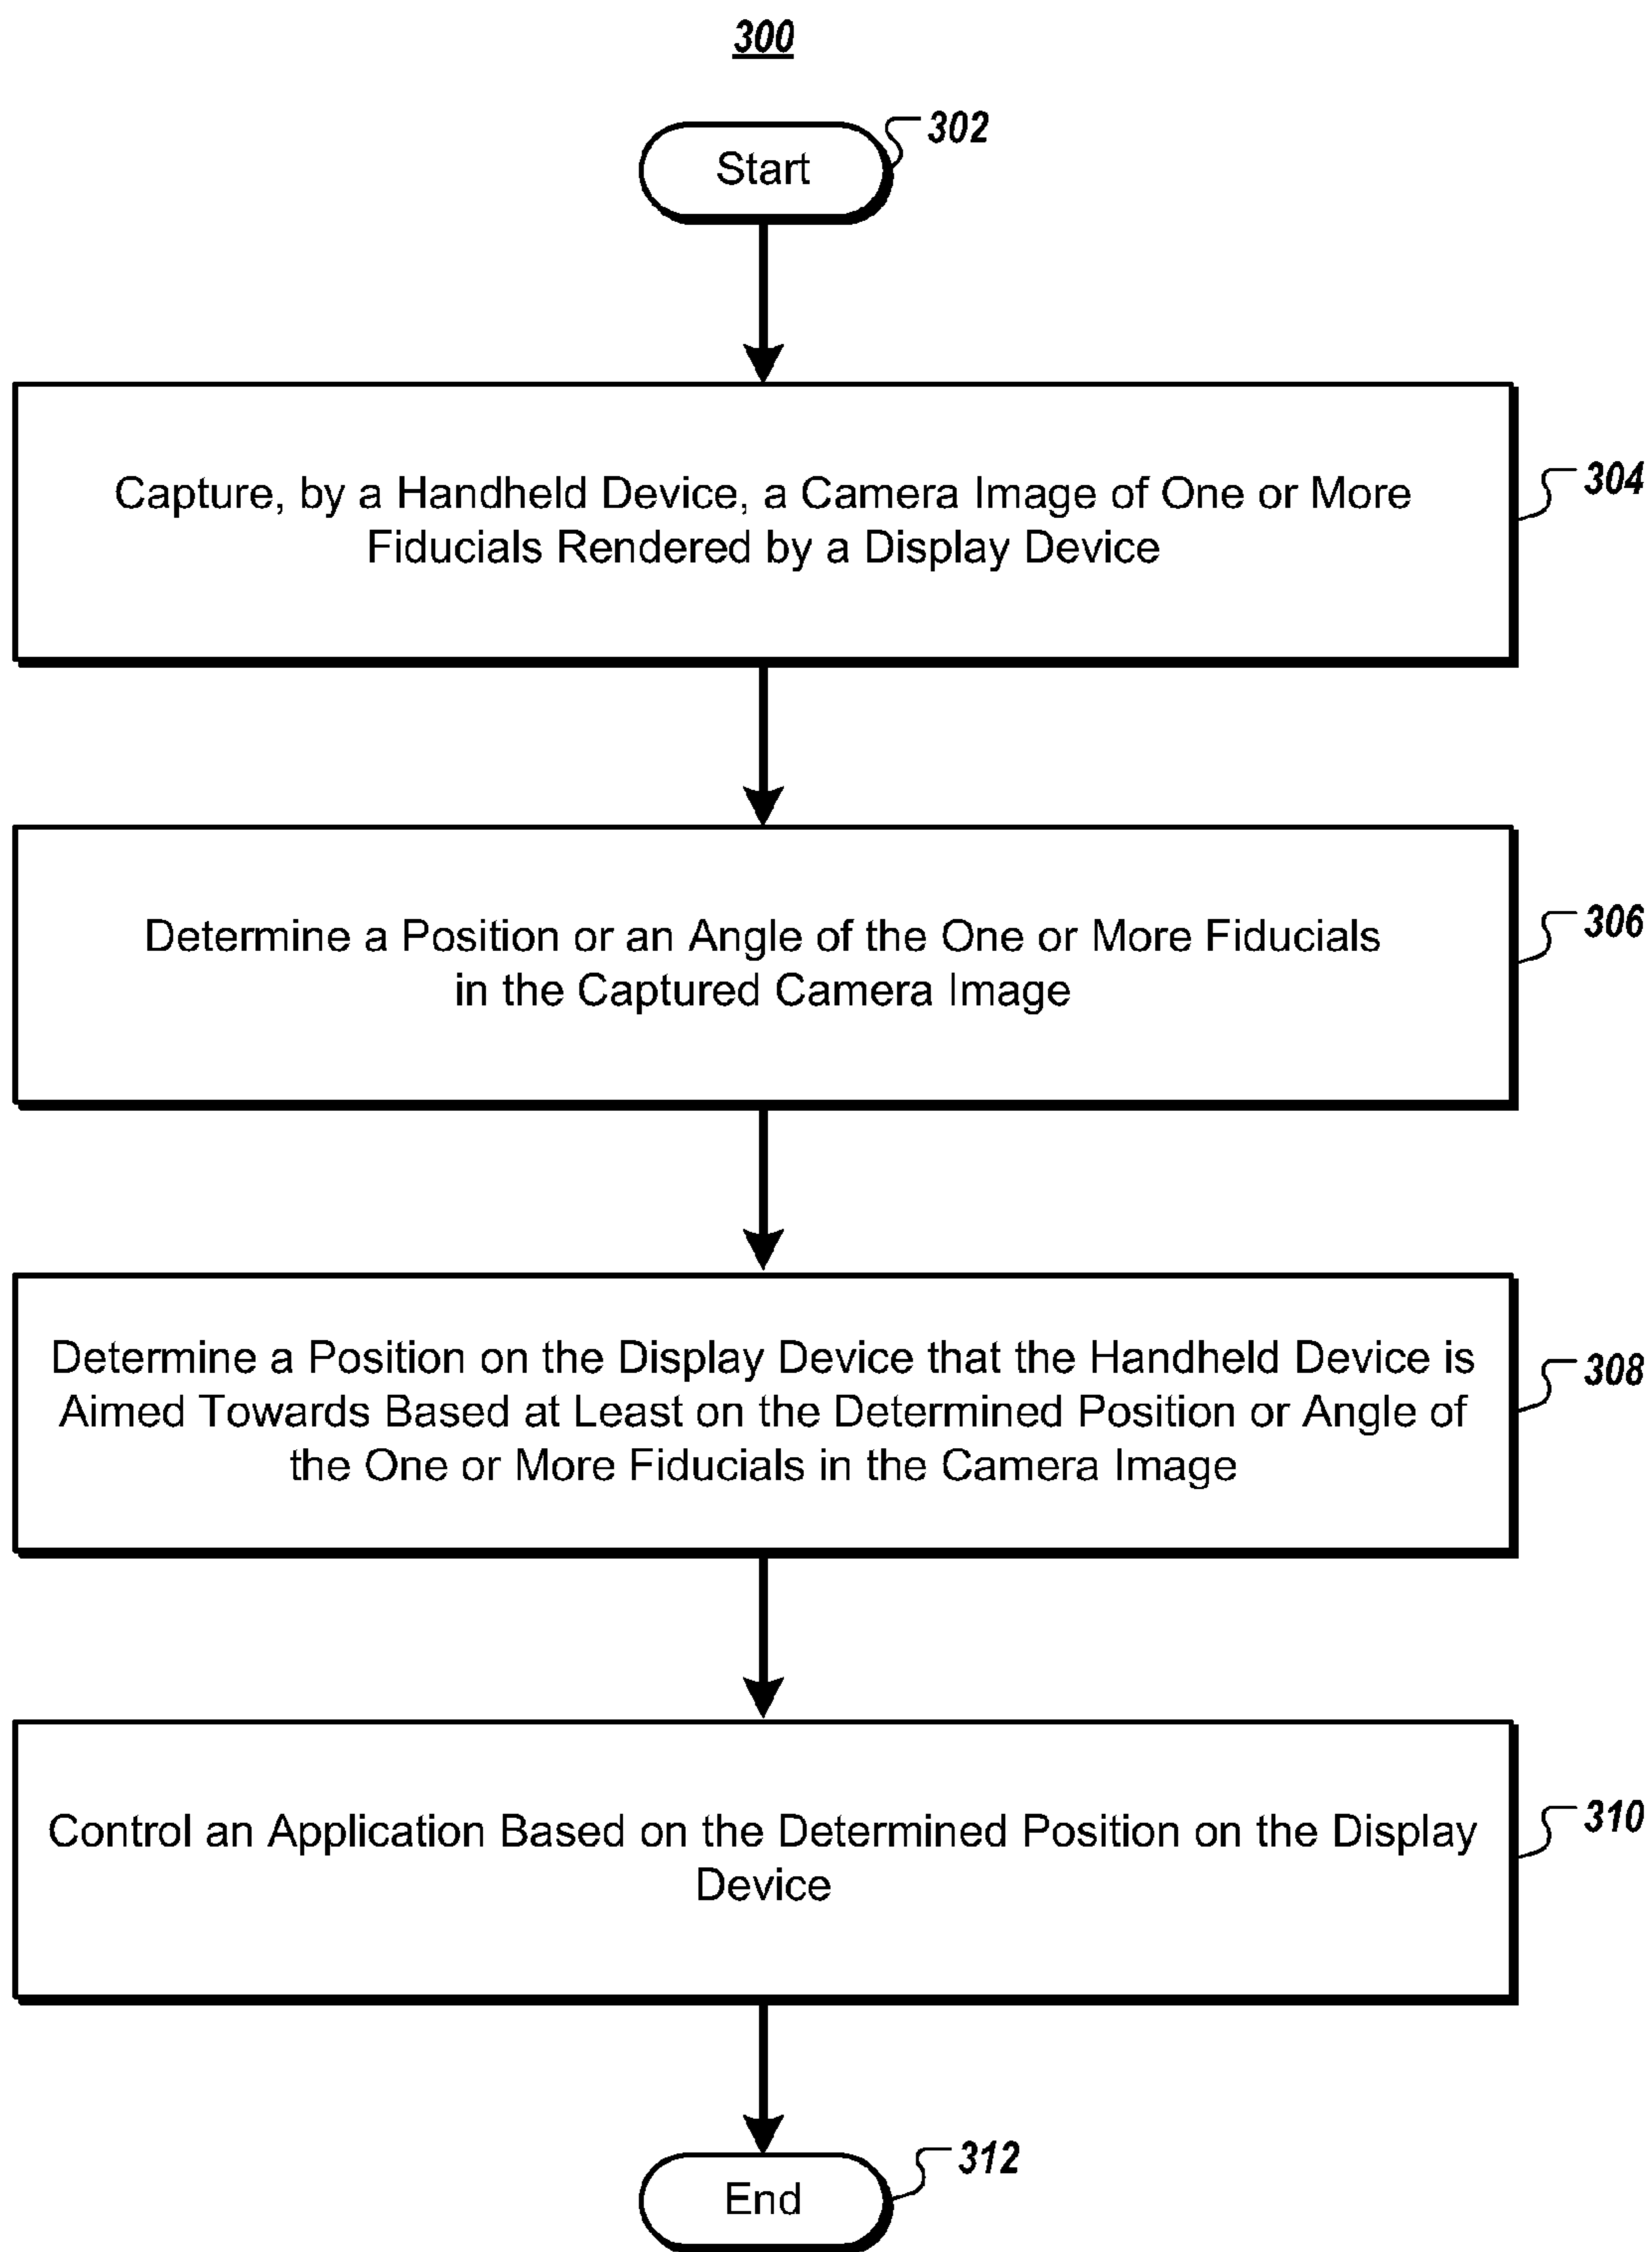 300
Start
302
Capture, by a Handheld Device, a Camera Image of One or More
Fiducials Rendered by a Display Device
304
Determine a Position or an Angle of the One or More Fiducials
in the Captured Camera Image
306
Determine a Position on the Display Device that the Handheld Device is
Aimed Towards Based at Least on the Determined Position or Angle of
the One or More Fiducials in the Camera Image
308
Control an Application Based on the Determined Position on the Display
Device
310
End
312